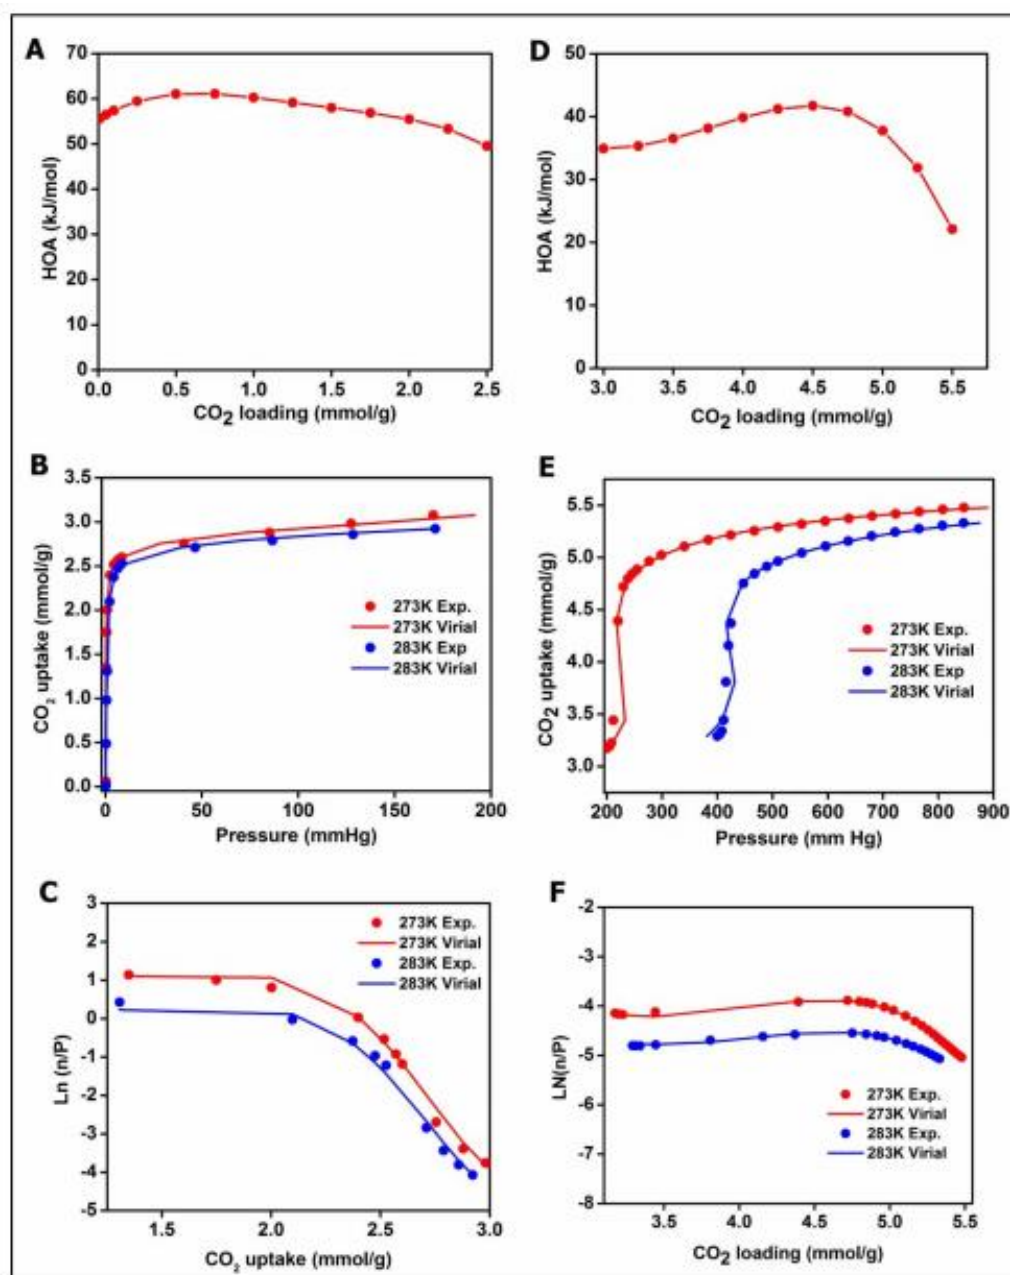 A
70
60
50
40
30
20
10
0
HOA (kJ/mol)
0.0 0.5 1.0 1.5 2.0 2.5
CO2 loading (mmol/g)
D
50
40
30
20
10
0
HOA (kJ/mol)
3.0 3.5 4.0 4.5 5.0 5.5
CO2 loading (mmol/g)
B
3.5
3.0
2.5
2.0
1.5
1.0
0.5
0.0
CO2 uptake (mmol/g)
273K Exp.
273K Virial
283K Exp
283K Virial
0 50 100 150 200
Pressure (mmHg)
E
5.5
5.0
4.5
4.0
3.5
3.0
CO2 uptake (mmol/g)
273K Exp.
273K Virial
283K Exp
283K Virial
200 300 400 500 600 700 800 900
Pressure (mm Hg)
C
3
2
1
0
-1
-2
-3
-4
-5
Ln (n/P)
273K Exp.
273K Virial
283K Exp.
283K Virial
1.5 2.0 2.5 3.0
CO2 uptake (mmol/g)
F
-2
-3
-4
-5
-6
-7
-8
LN(n/P)
273K Exp.
273K Virial
283K Exp.
283K Virial
3.5 4.0 4.5 5.0 5.5
CO2 loading (mmol/g)